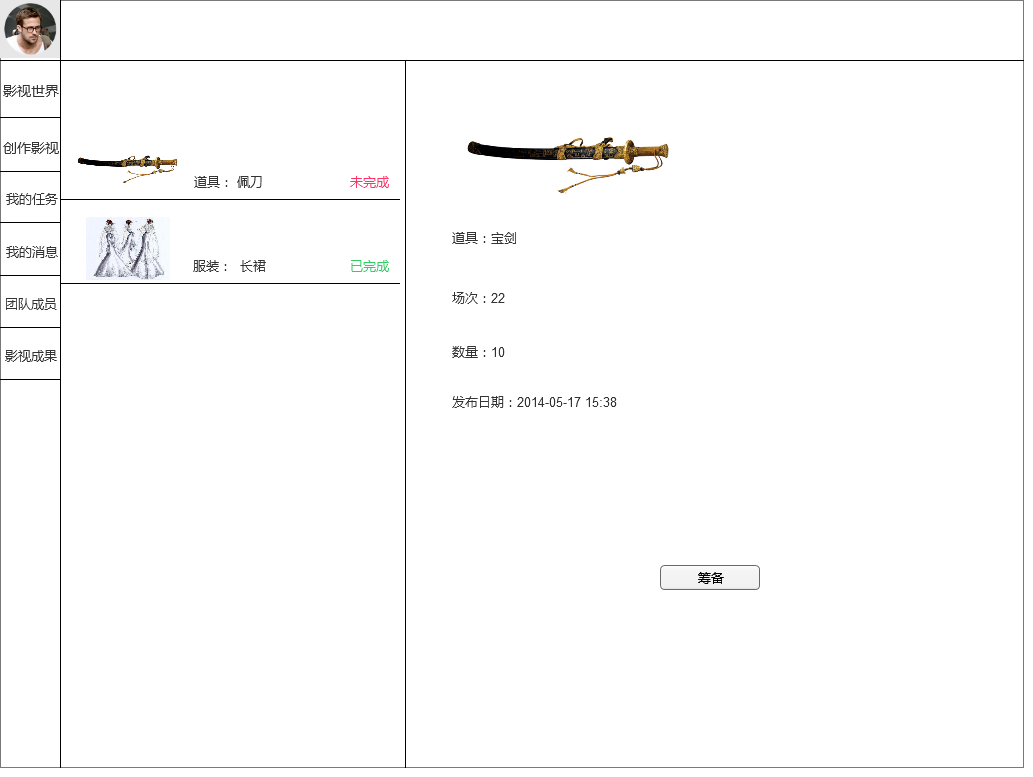 影视世界
创作影视
我的任务
我的消息
团队成员
影视成果
道具： 佩刀 未完成
服装： 长裙 已完成
道具：宝剑
场次：22
数量：10
发布日期：2014-05-17 15:38
筹备